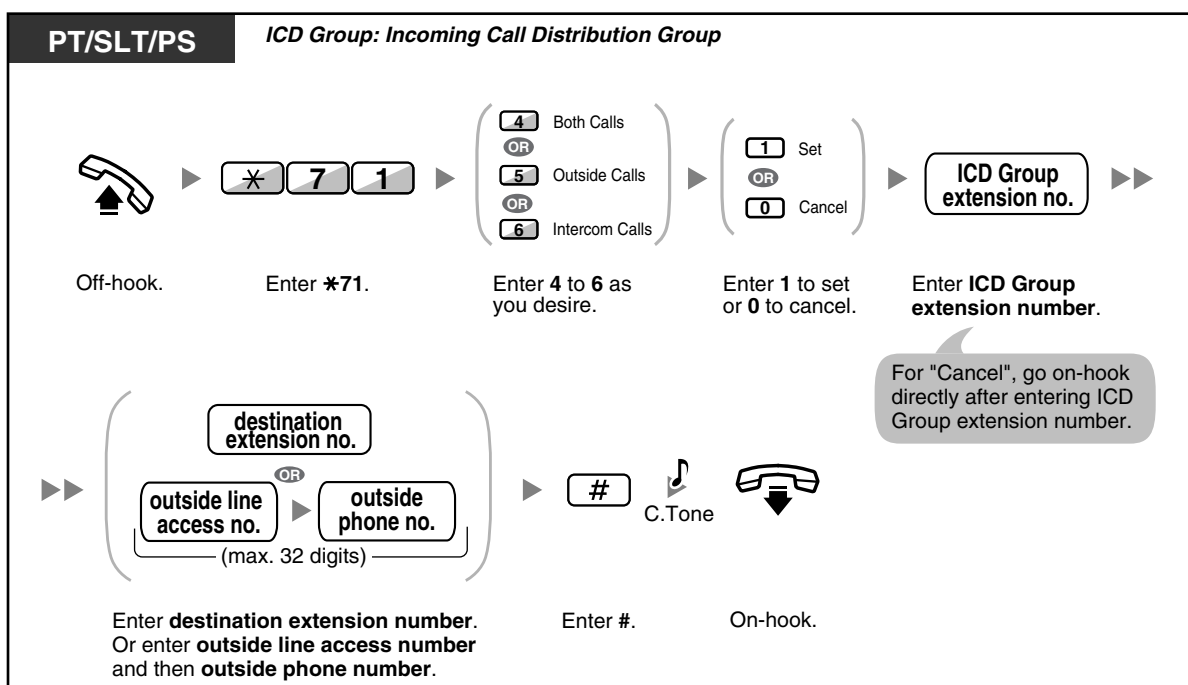 PT/SLT/PS
ICD Group: Incoming Call Distribution Group
4 Both Calls
OR
5 Outside Calls
OR
6 Intercom Calls
1 Set
OR
0 Cancel
ICD Group
extension no.
✳ 7 1
Off-hook.
Enter ✳71.
Enter 4 to 6 as
you desire.
Enter 1 to set
or 0 to cancel.
Enter ICD Group
extension number.
For "Cancel", go on-hook
directly after entering ICD
Group extension number.
destination
extension no.
OR
outside line
access no.
outside
phone no.
(max. 32 digits)
#
C.Tone
Enter destination extension number.
Or enter outside line access number
and then outside phone number.
Enter #.
On-hook.